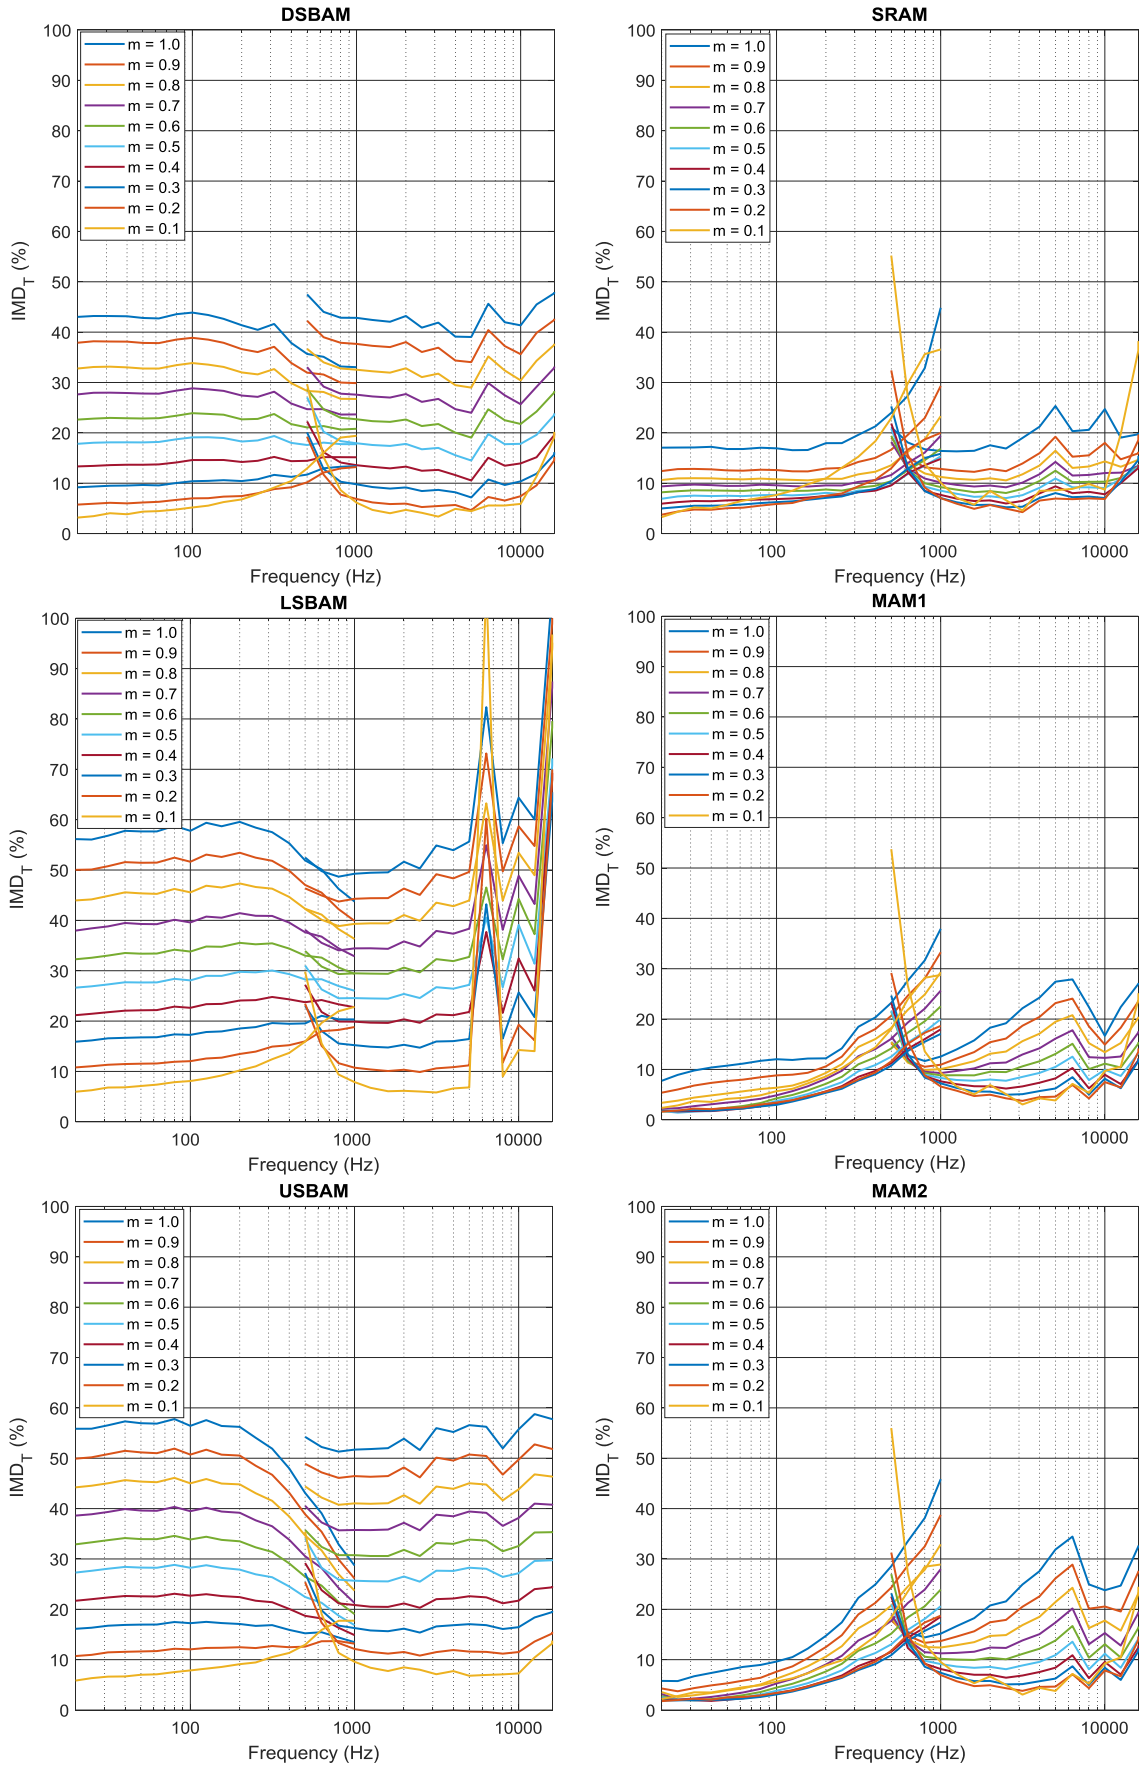 DSBAM
100
90
80
70
60
50
40
30
20
10
0
IMD_T (%)
m = 1.0
m = 0.9
m = 0.8
m = 0.7
m = 0.6
m = 0.5
m = 0.4
m = 0.3
m = 0.2
m = 0.1
100 1000 10000
Frequency (Hz)
SRAM
100
90
80
70
60
50
40
30
20
10
0
IMD_T (%)
m = 1.0
m = 0.9
m = 0.8
m = 0.7
m = 0.6
m = 0.5
m = 0.4
m = 0.3
m = 0.2
m = 0.1
100 1000 10000
Frequency (Hz)
LSBAM
100
90
80
70
60
50
40
30
20
10
0
IMD_T (%)
m = 1.0
m = 0.9
m = 0.8
m = 0.7
m = 0.6
m = 0.5
m = 0.4
m = 0.3
m = 0.2
m = 0.1
100 1000 10000
Frequency (Hz)
MAM1
100
90
80
70
60
50
40
30
20
10
0
IMD_T (%)
m = 1.0
m = 0.9
m = 0.8
m = 0.7
m = 0.6
m = 0.5
m = 0.4
m = 0.3
m = 0.2
m = 0.1
100 1000 10000
Frequency (Hz)
USBAM
100
90
80
70
60
50
40
30
20
10
0
IMD_T (%)
m = 1.0
m = 0.9
m = 0.8
m = 0.7
m = 0.6
m = 0.5
m = 0.4
m = 0.3
m = 0.2
m = 0.1
100 1000 10000
Frequency (Hz)
MAM2
100
90
80
70
60
50
40
30
20
10
0
IMD_T (%)
m = 1.0
m = 0.9
m = 0.8
m = 0.7
m = 0.6
m = 0.5
m = 0.4
m = 0.3
m = 0.2
m = 0.1
100 1000 10000
Frequency (Hz)